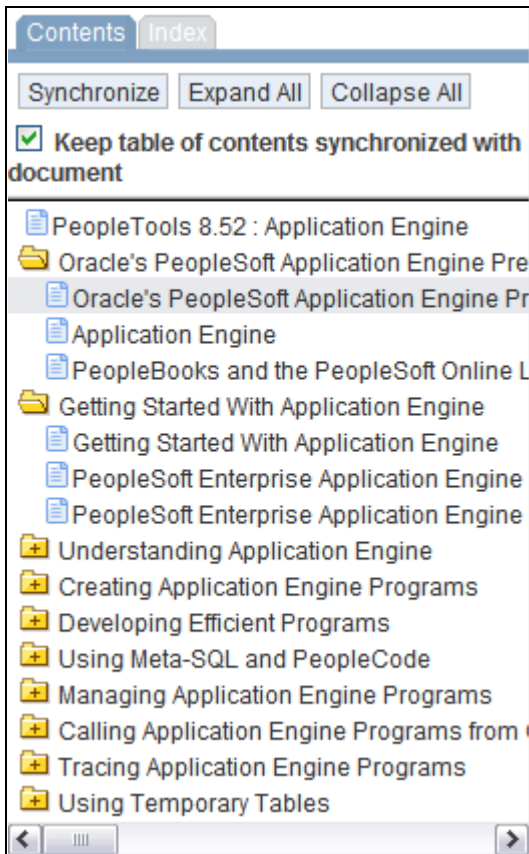 Contents Index
Synchronize Expand All Collapse All
Keep table of contents synchronized with
document
PeopleTools 8.52 : Application Engine
Oracle's PeopleSoft Application Engine Pre
Oracle's PeopleSoft Application Engine Pr
Application Engine
PeopleBooks and the PeopleSoft Online L
Getting Started With Application Engine
Getting Started With Application Engine
PeopleSoft Enterprise Application Engine
PeopleSoft Enterprise Application Engine
Understanding Application Engine
Creating Application Engine Programs
Developing Efficient Programs
Using Meta-SQL and PeopleCode
Managing Application Engine Programs
Calling Application Engine Programs from
Tracing Application Engine Programs
Using Temporary Tables